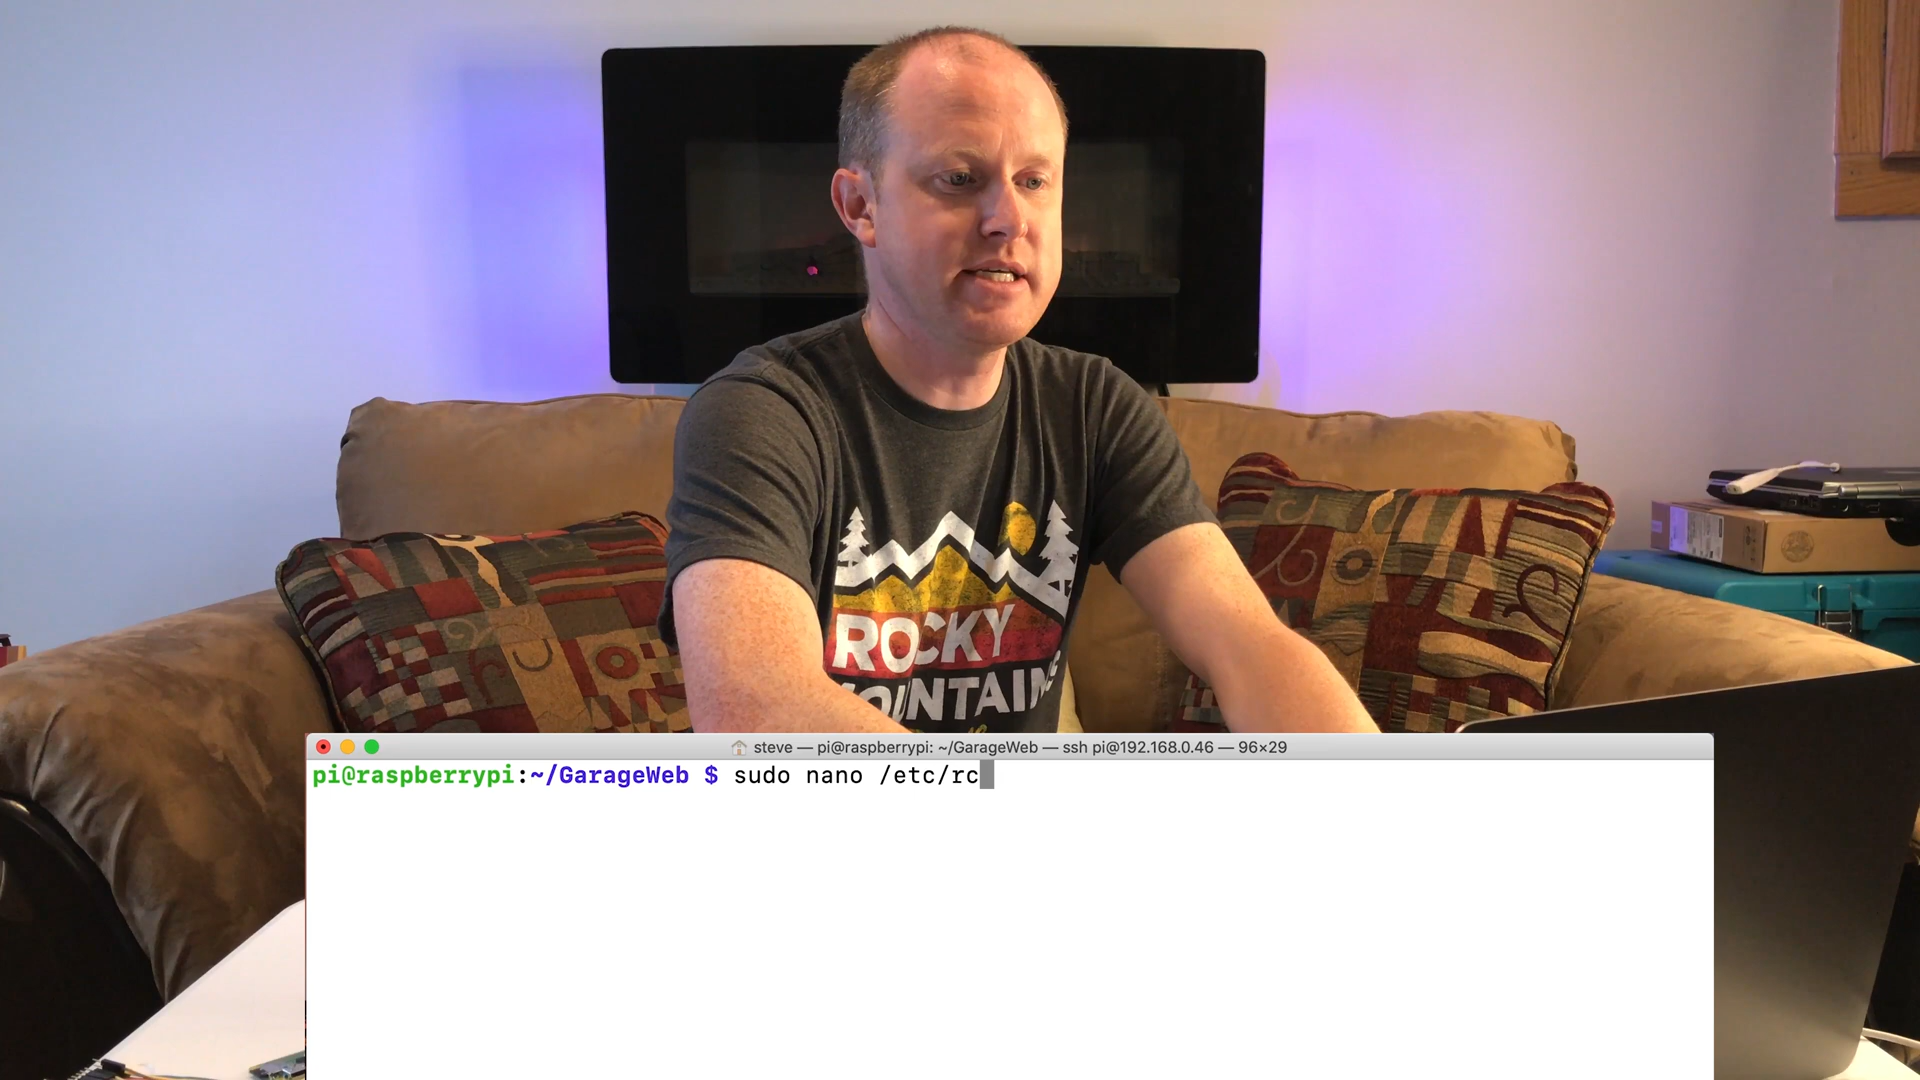 ROCKY
MOUNTAINS
steve — pi@raspberrypi: ~/GarageWeb — ssh pi@192.168.0.46 — 96×29
pi@raspberrypi:~/GarageWeb $ sudo nano /etc/rc